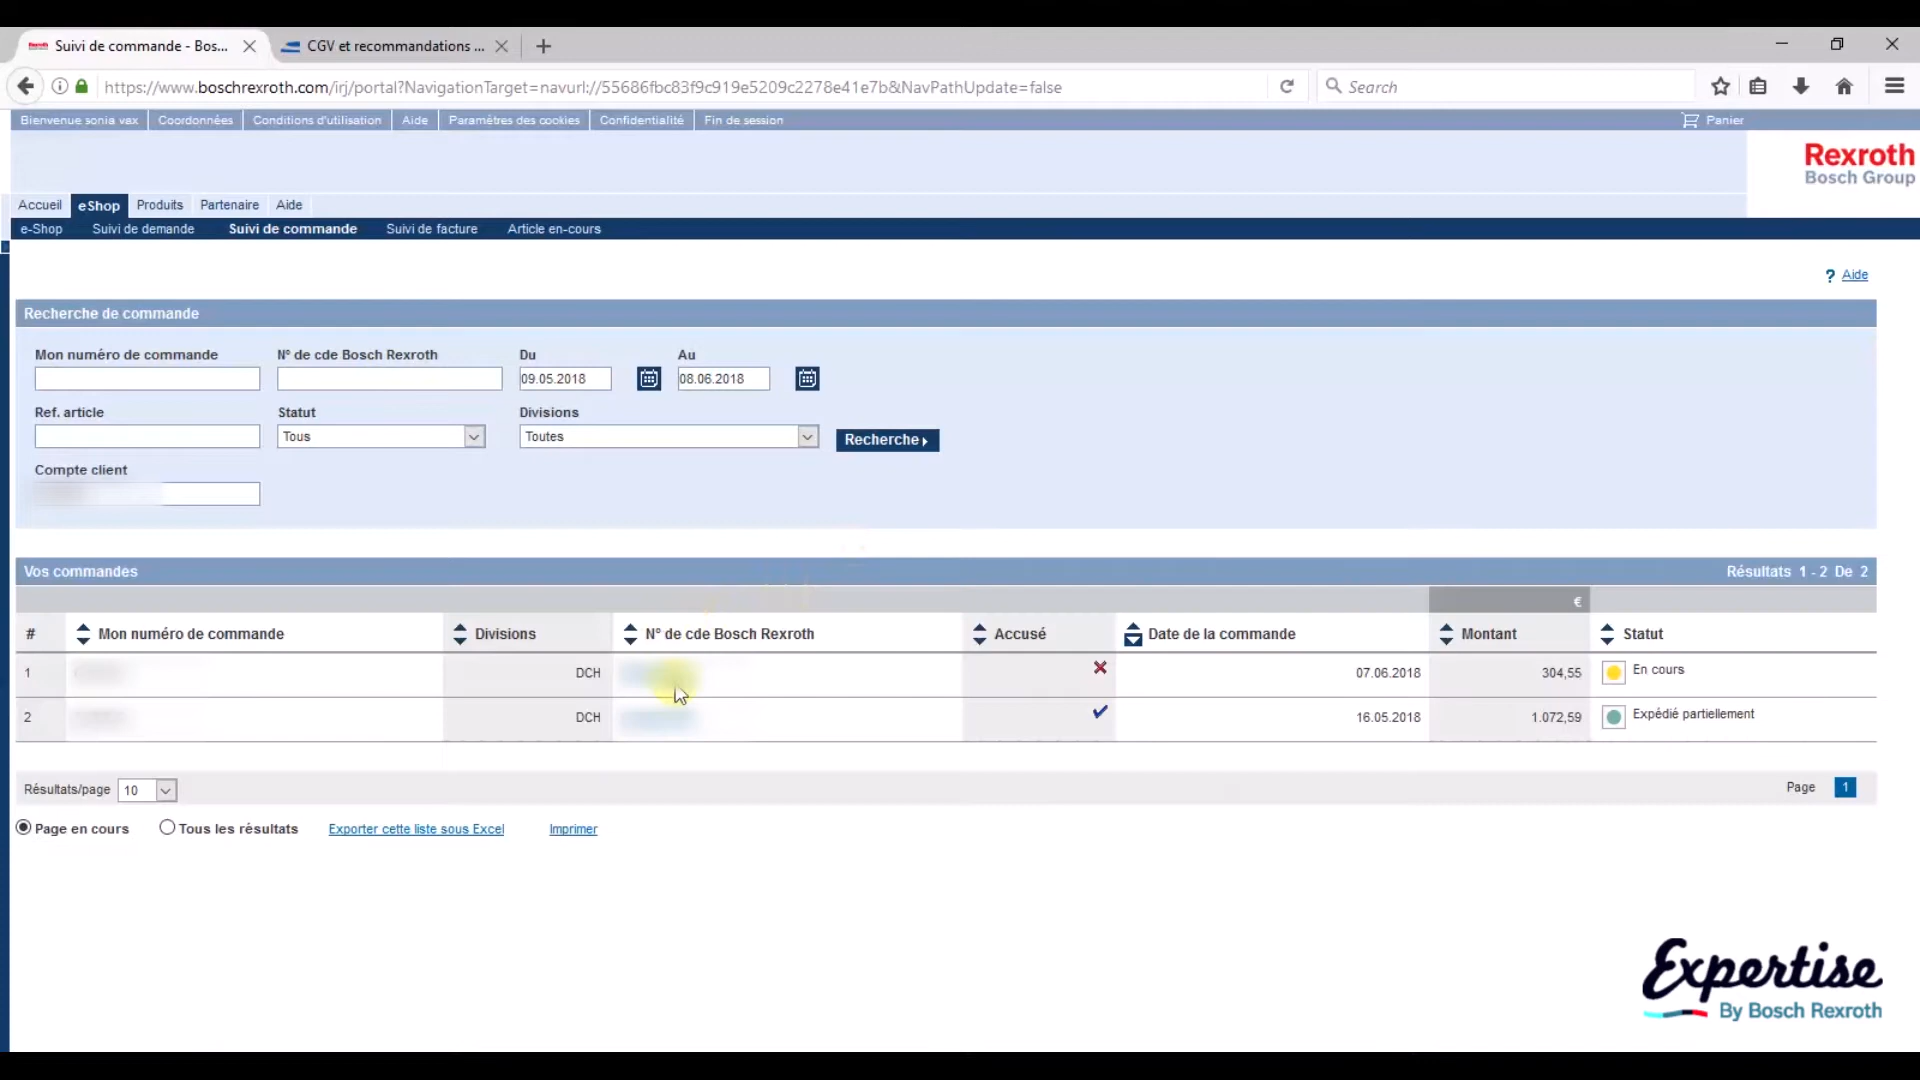 Suivi de commande - Bos...
CGV et recommandations ...
https://www.boschrexroth.com/irj/portal?NavigationTarget=navurl://55686fbc83f9c919e5209c2278e41e7b&NavPathUpdate=false
Search
Bienvenue sonia vax
Coordonnées
Conditions d'utilisation
Aide
Paramètres des cookies
Confidentialité
Fin de session
Panier
Rexroth
Bosch Group
Accueil
eShop
Produits
Partenaire
Aide
e-Shop
Suivi de demande
Suivi de commande
Suivi de facture
Article en-cours
? Aide
Recherche de commande
Mon numéro de commande
N° de cde Bosch Rexroth
Du
Au
09.05.2018
08.06.2018
Ref. article
Statut
Divisions
Tous
Toutes
Recherche
Compte client
Vos commandes
Résultats 1 - 2 De 2
€
# Mon numéro de commande Divisions N° de cde Bosch Rexroth Accusé Date de la commande Montant Statut
1 DCH 07.06.2018 304,55 En cours
2 DCH 16.05.2018 1.072,59 Expédié partiellement
Résultats/page 10
Page 1
Page en cours
Tous les résultats
Exporter cette liste sous Excel
Imprimer
Expertise
By Bosch Rexroth